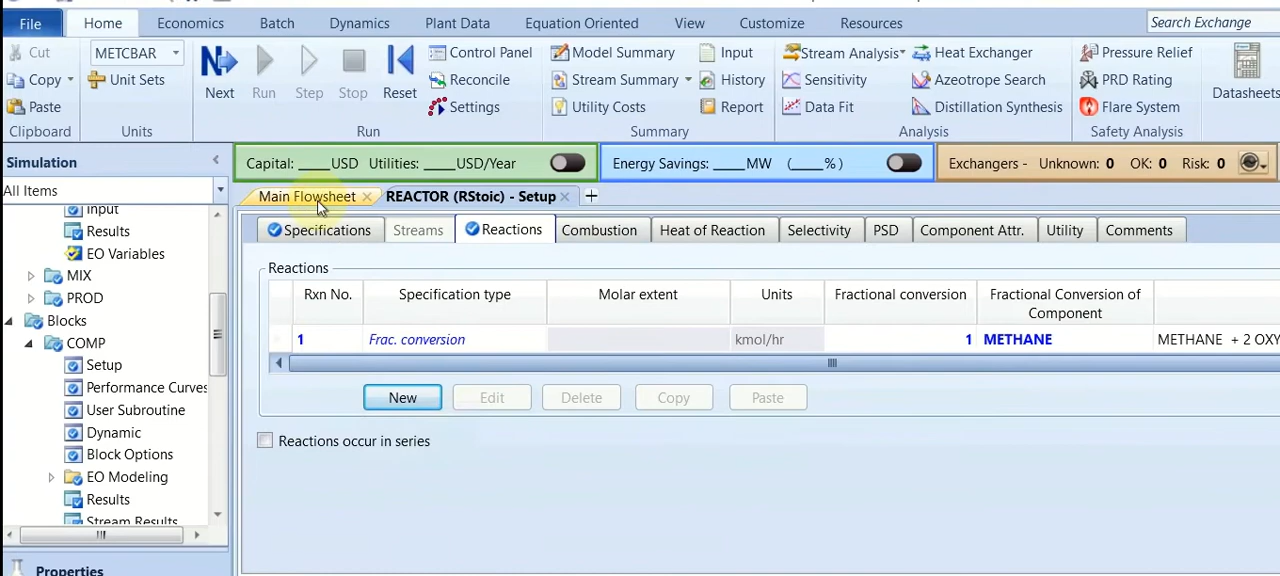 File Home Economics Batch Dynamics Plant Data Equation Oriented View Customize Resources Search Exchange
Cut METCBAR Control Panel Model Summary Input Stream Analysis Heat Exchanger Pressure Relief
Copy Unit Sets Next Run Step Stop Reset Reconcile Stream Summary History Sensitivity Azeotrope Search PRD Rating Datasheets
Paste Settings Utility Costs Report Data Fit Distillation Synthesis Flare System
Clipboard Units Run Summary Analysis Safety Analysis
Simulation Capital: ____USD Utilities: ____USD/Year Energy Savings: ____MW (____%) Exchangers - Unknown: 0 OK: 0 Risk: 0
All Items Main Flowsheet REACTOR (RStoic) - Setup
Input Specifications Streams Reactions Combustion Heat of Reaction Selectivity PSD Component Attr. Utility Comments
Results
EO Variables Reactions
MIX Rxn No. Specification type Molar extent Units Fractional conversion Fractional Conversion of Component
PROD
Blocks 1 Frac. conversion kmol/hr 1 METHANE METHANE + 2 OXY
COMP
Setup
Performance Curves New Edit Delete Copy Paste
User Subroutine
Dynamic Reactions occur in series
Block Options
EO Modeling
Results
Stream Results
Properties